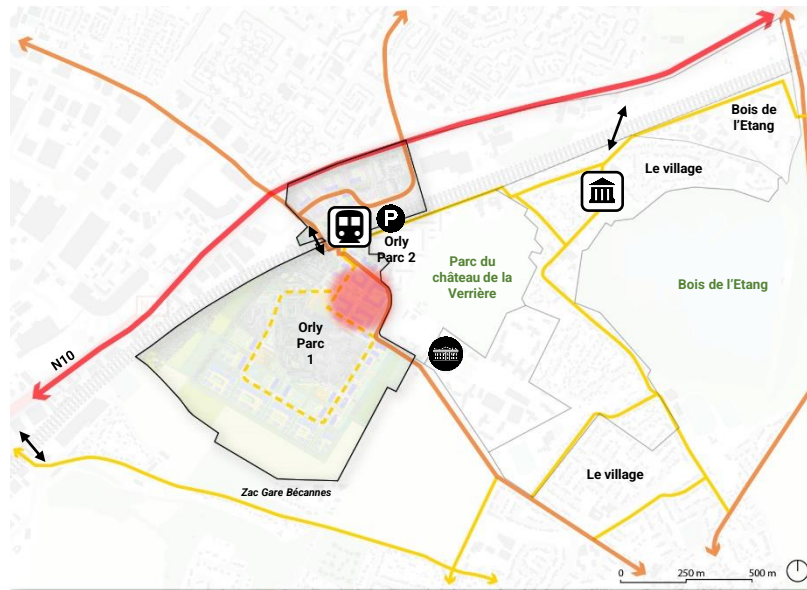 Bois de
l'Etang
Le village
P
Orly
Parc 2
Parc du
château de la
Verrière
Bois de l'Etang
Orly
Parc
1
N10
Le village
Zac Gare Bécannes
0
250 m
500 m